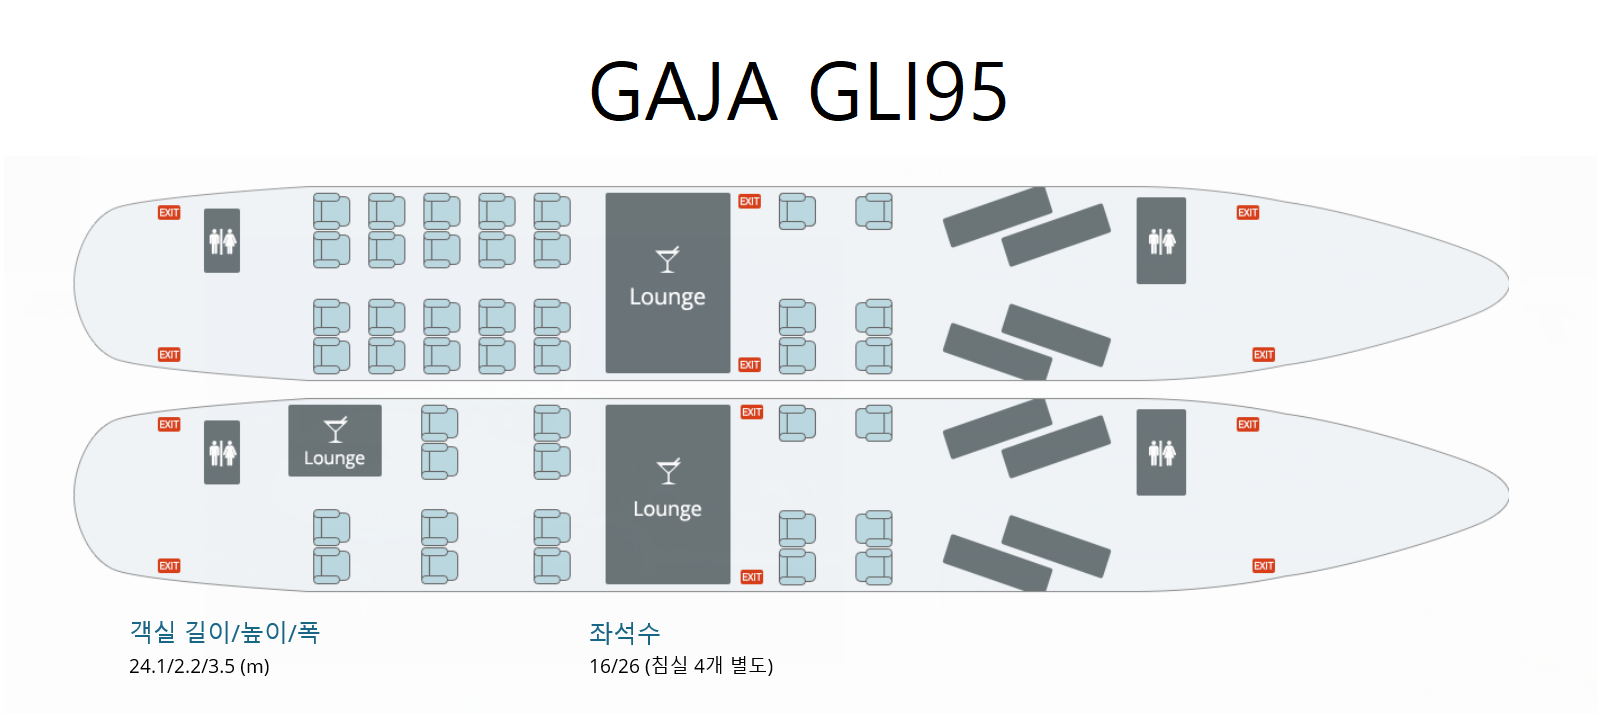 GAJA GLI95
EXIT
EXIT
EXIT
Lounge
EXIT
EXIT
EXIT
EXIT
EXIT
EXIT
Lounge
Lounge
EXIT
EXIT
EXIT
객실 길이/높이/폭
24.1/2.2/3.5 (m)
좌석수
16/26 (침실 4개 별도)